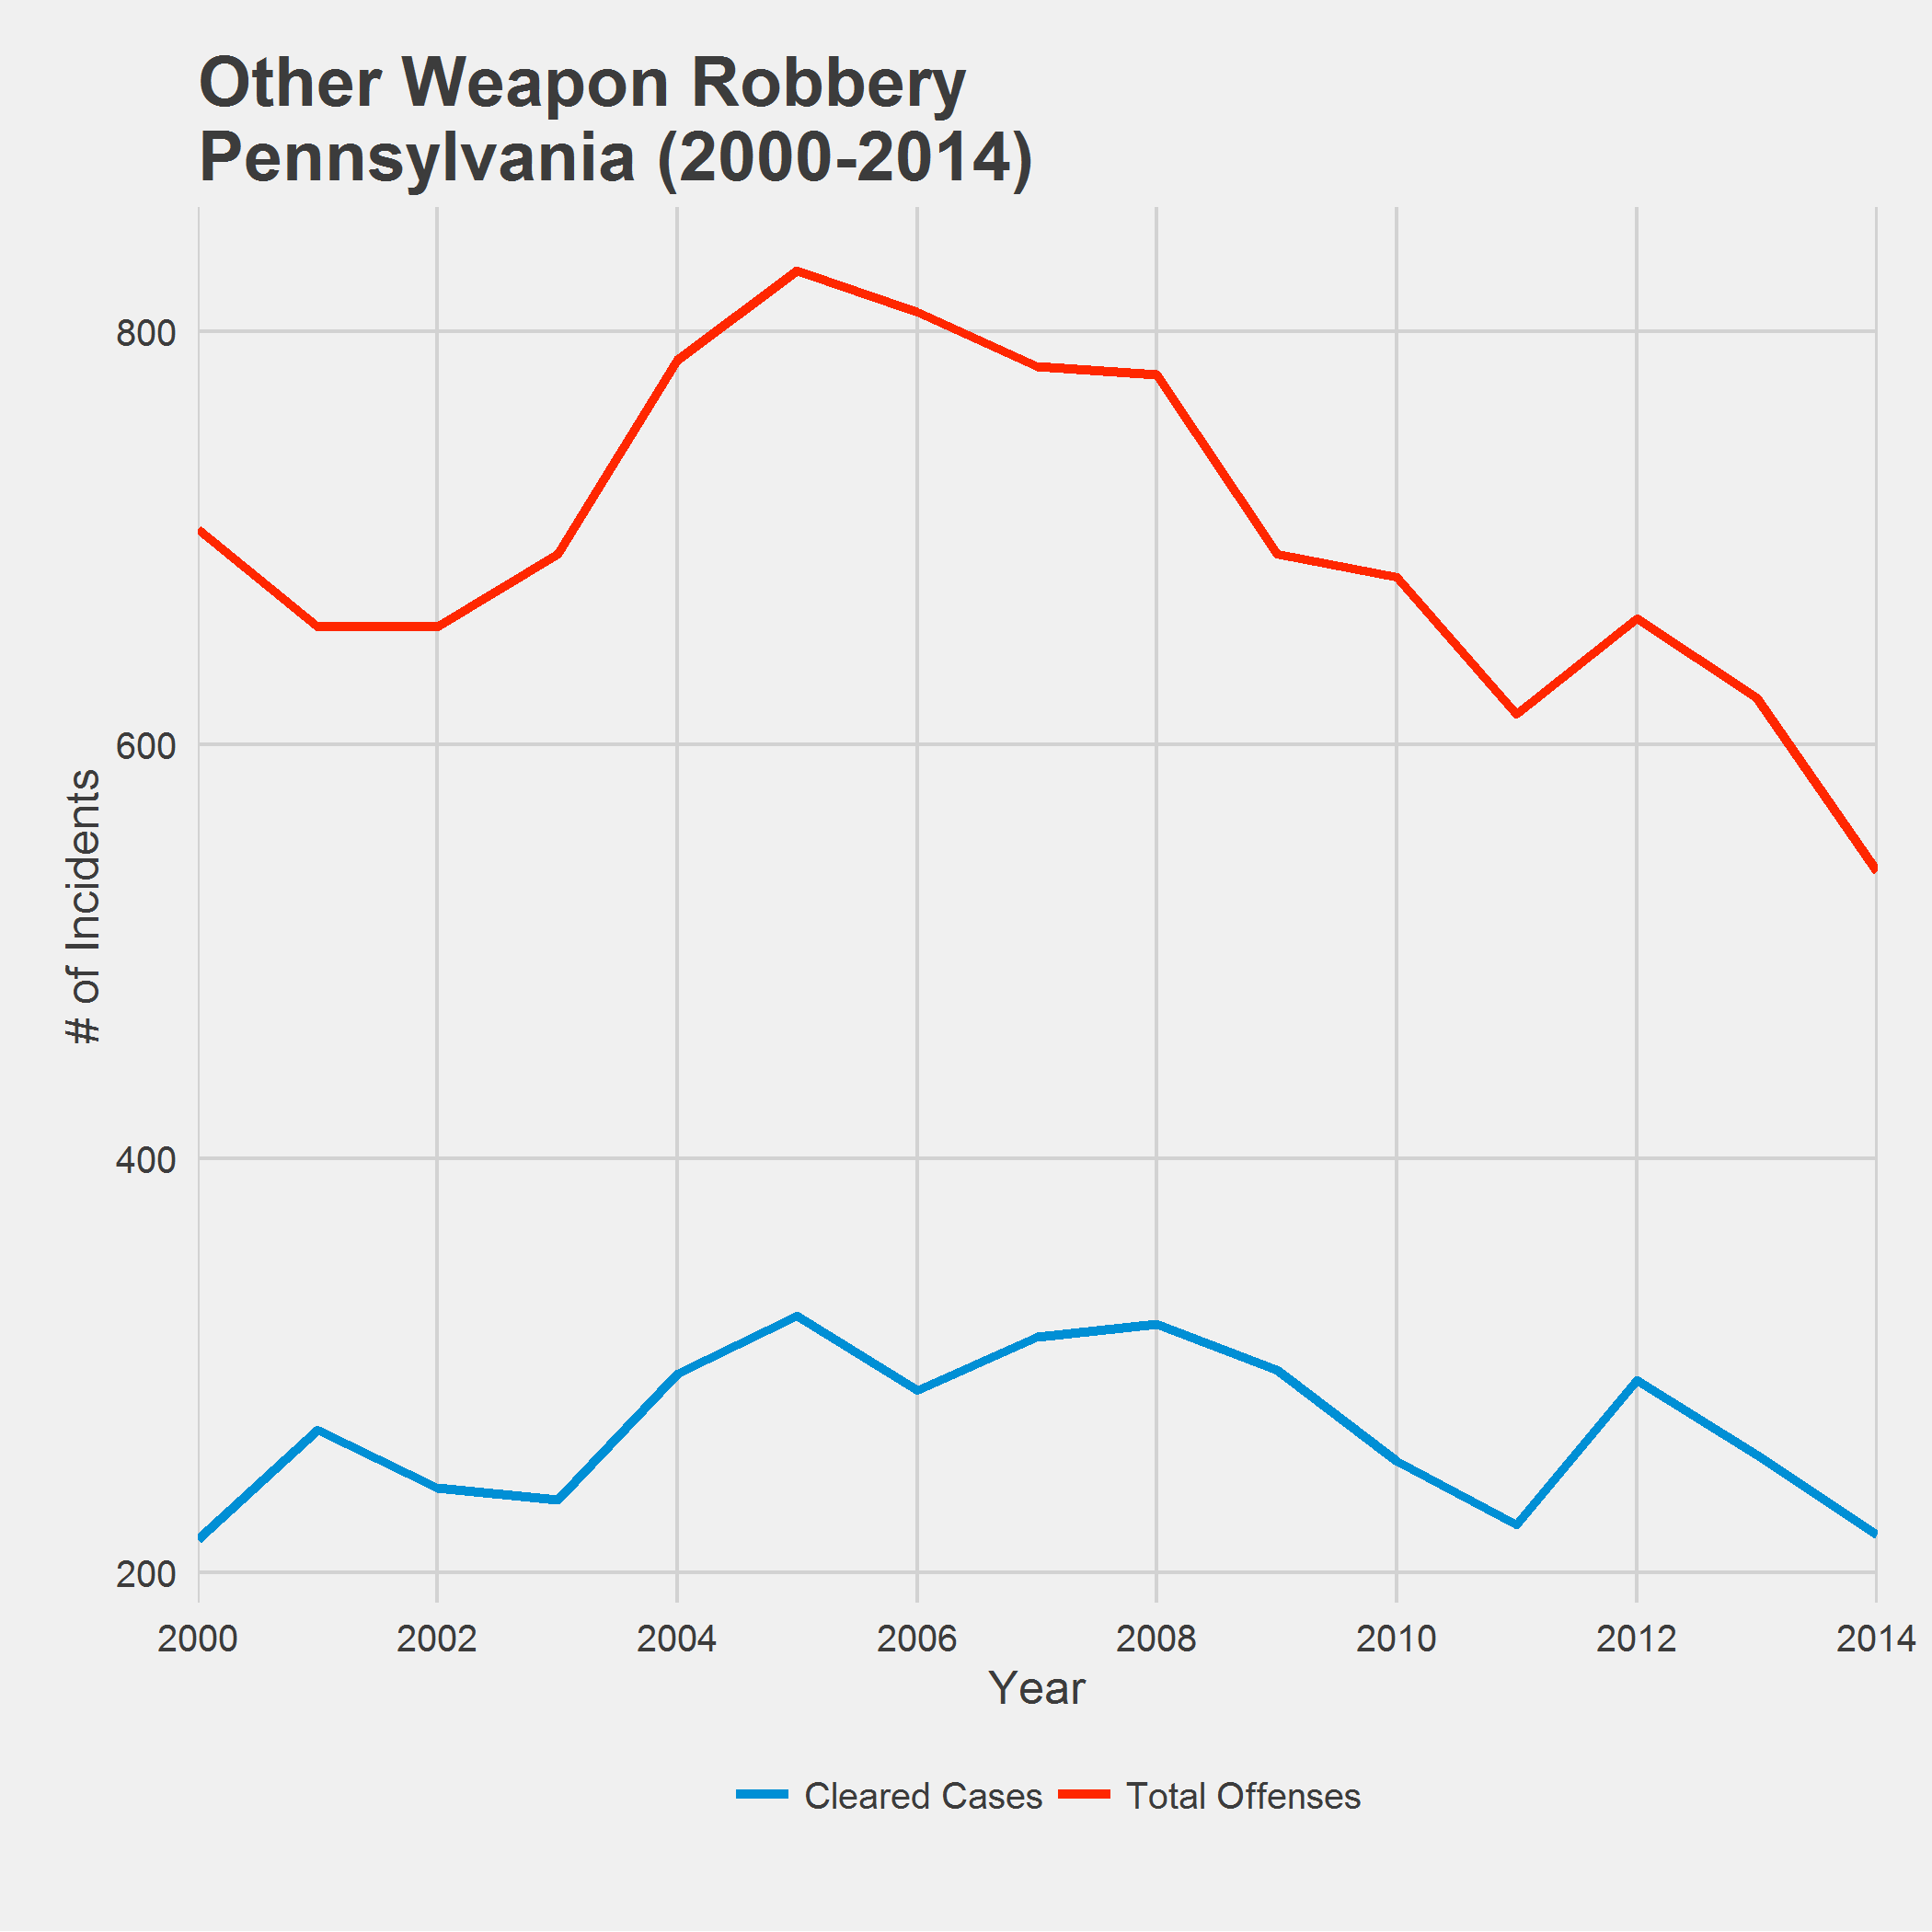 Other Weapon Robbery
Pennsylvania (2000-2014)
# of Incidents
800
600
400
200
2000 2002 2004 2006 2008 2010 2012 2014
Year
Cleared Cases Total Offenses